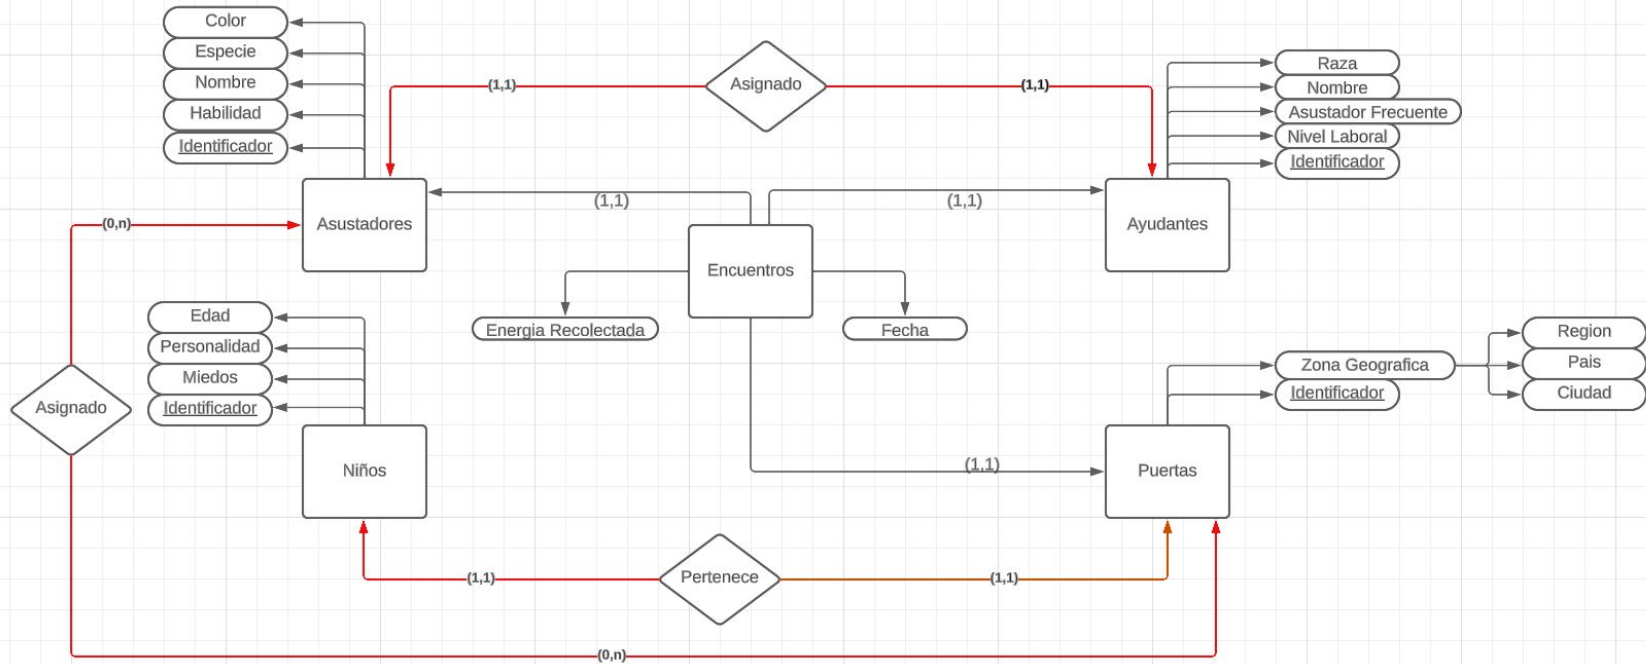 Color
Especie
Nombre
Habilidad
Identificador
(1,1)
Asignado
(1,1)
Raza
Nombre
Asustador Frecuente
Nivel Laboral
Identificador
(0,n)
Asustadores
(1,1)
(1,1)
Ayudantes
Encuentros
Energia Recolectada
Fecha
Edad
Personalidad
Miedos
Identificador
Asignado
Niños
Zona Geografica
Identificador
Region
Pais
Ciudad
(1,1)
Puertas
(1,1)
Pertenece
(1,1)
(0,n)